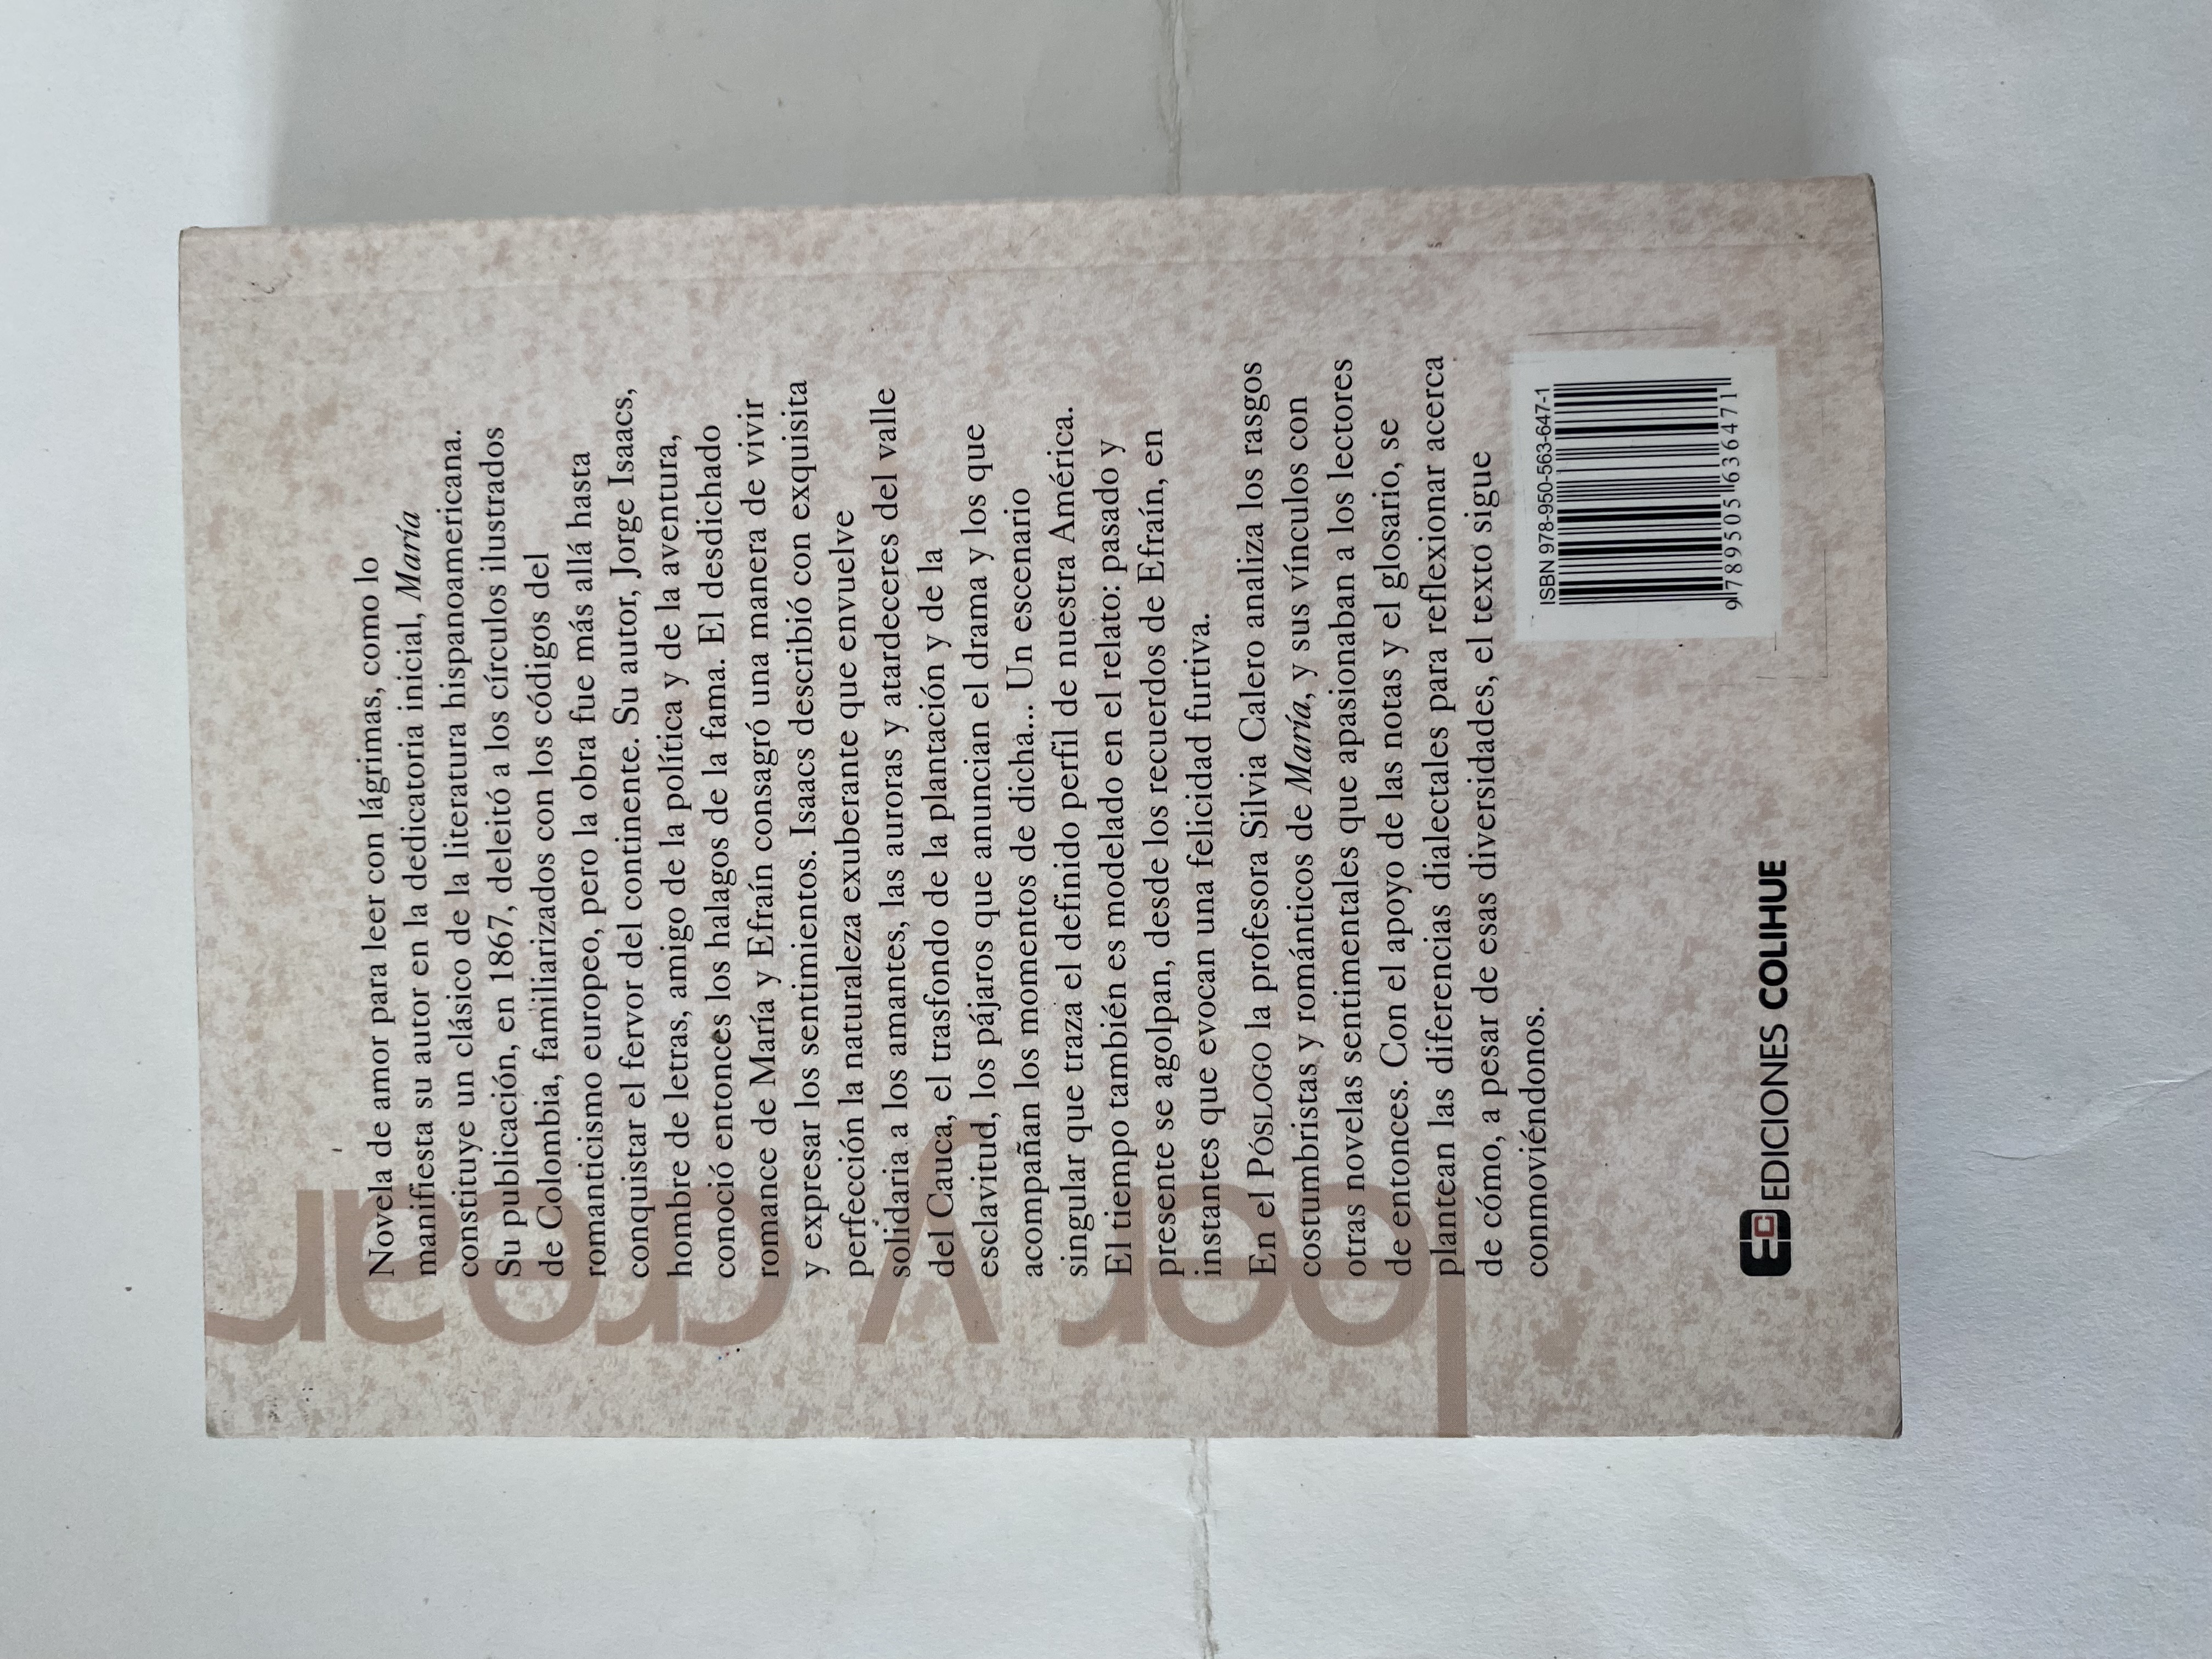 leer y crear
Novela de amor para leer con lágrimas, como lo
manifiesta su autor en la dedicatoria inicial, María
constituye un clásico de la literatura hispanoamericana.
Su publicación, en 1867, deleitó a los círculos ilustrados
de Colombia, familiarizados con los códigos del
romanticismo europeo, pero la obra fue más allá hasta
conquistar el fervor del continente. Su autor, Jorge Isaacs,
hombre de letras, amigo de la política y de la aventura,
conoció entonces los halagos de la fama. El desdichado
romance de María y Efraín consagró una manera de vivir
y expresar los sentimientos. Isaacs describió con exquisita
perfección la naturaleza exuberante que envuelve
solidaria a los amantes, las auroras y atardeceres del valle
del Cauca, el trasfondo de la plantación y de la
esclavitud, los pájaros que anuncian el drama y los que
acompañan los momentos de dicha... Un escenario
singular que traza el definido perfil de nuestra América.
El tiempo también es modelado en el relato: pasado y
presente se agolpan, desde los recuerdos de Efraín, en
instantes que evocan una felicidad furtiva.
En el PÓSLOGO la profesora Silvia Calero analiza los rasgos
costumbristas y románticos de María, y sus vínculos con
otras novelas sentimentales que apasionaban a los lectores
de entonces. Con el apoyo de las notas y el glosario, se
plantean las diferencias dialectales para reflexionar acerca
de cómo, a pesar de esas diversidades, el texto sigue
conmoviéndonos.
ISBN 978-950-563-647-1
9 789505 636471
EC EDICIONES COLIHUE